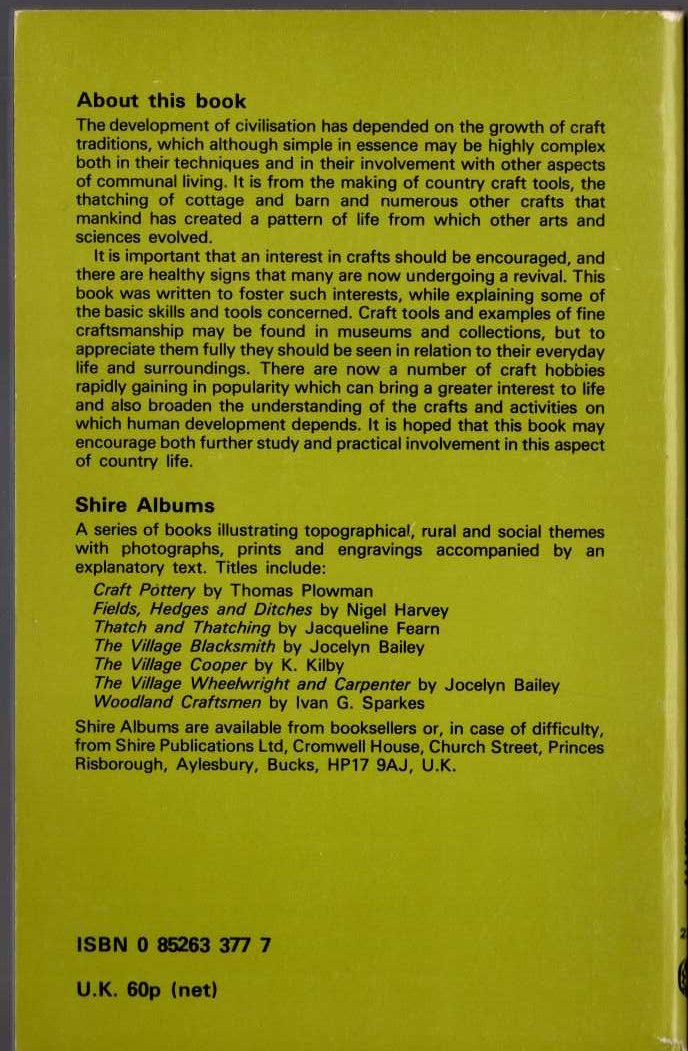 About this book
The development of civilisation has depended on the growth of craft
traditions, which although simple in essence may be highly complex
both in their techniques and in their involvement with other aspects
of communal living. It is from the making of country craft tools, the
thatching of cottage and barn and numerous other crafts that
mankind has created a pattern of life from which other arts and
sciences evolved.
It is important that an interest in crafts should be encouraged, and
there are healthy signs that many are now undergoing a revival. This
book was written to foster such interests, while explaining some of
the basic skills and tools concerned. Craft tools and examples of fine
craftsmanship may be found in museums and collections, but to
appreciate them fully they should be seen in relation to their everyday
life and surroundings. There are now a number of craft hobbies
rapidly gaining in popularity which can bring a greater interest to life
and also broaden the understanding of the crafts and activities on
which human development depends. It is hoped that this book may
encourage both further study and practical involvement in this aspect
of country life.
Shire Albums
A series of books illustrating topographical, rural and social themes
with photographs, prints and engravings accompanied by an
explanatory text. Titles include:
Craft Pottery by Thomas Plowman
Fields, Hedges and Ditches by Nigel Harvey
Thatch and Thatching by Jacqueline Fearn
The Village Blacksmith by Jocelyn Bailey
The Village Cooper by K. Kilby
The Village Wheelwright and Carpenter by Jocelyn Bailey
Woodland Craftsmen by Ivan G. Sparkes
Shire Albums are available from booksellers or, in case of difficulty,
from Shire Publications Ltd, Cromwell House, Church Street, Princes
Risborough, Aylesbury, Bucks, HP17 9AJ, U.K.
ISBN 0 85263 377 7
U.K. 60p (net)